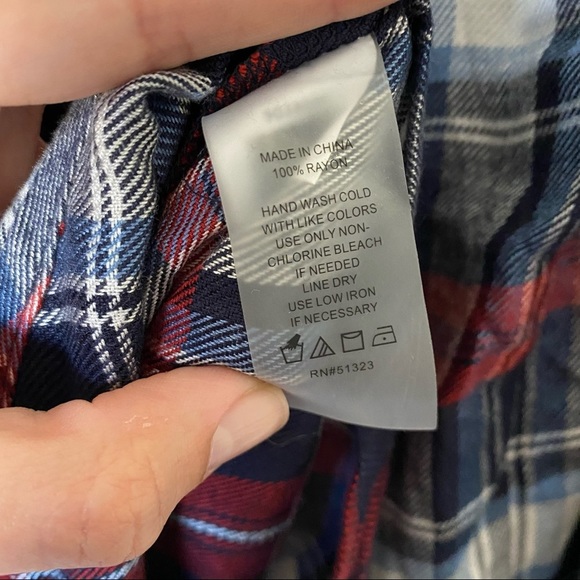 MADE IN CHINA
100% RAYON
HAND WASH COLD
WITH LIKE COLORS
USE ONLY NON-
CHLORINE BLEACH
IF NEEDED
LINE DRY
USE LOW IRON
IF NECESSARY
RN#51323